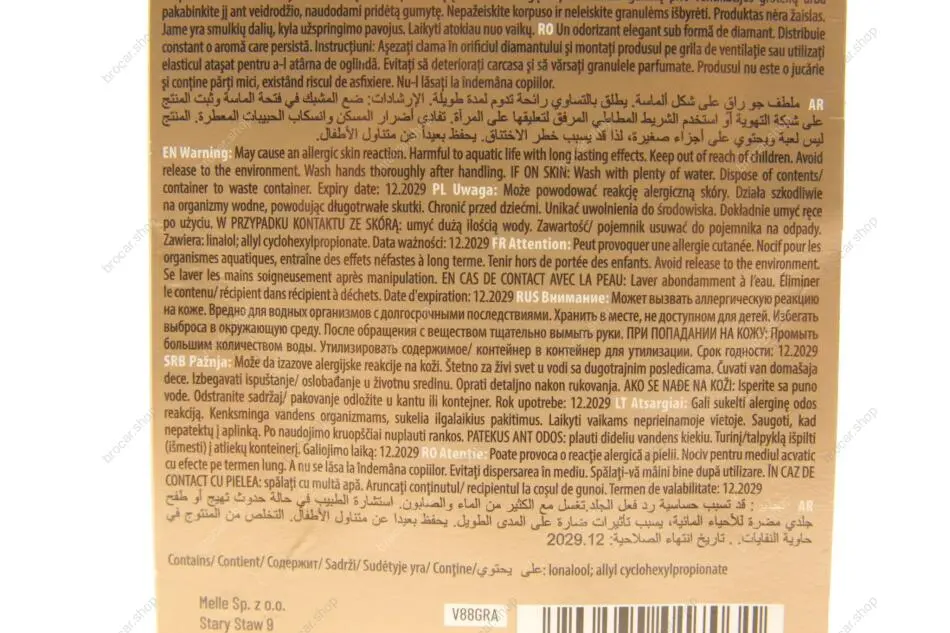 pakabinkite jį ant veidrodžio, naudodami pridėtą gumytę. Nepažeiskite korpuso ir neleiskite granulėms išbyrėti. Produktas nėra žaislas.
Jame yra smulkių dalių, kyla užspringimo pavojus. Laikyti atokiau nuo vaikų. RO Un odorizant elegant sub formă de diamant. Distribuie
constant o aromă care persistă. Instrucțiuni: Așezați clama în orificiul diamantului și montați produsul pe grila de ventilație sau utilizați
elasticul atașat pentru a-l atârna de oglindă. Evitați să deteriorați carcasa și să vărsați granulele parfumate. Produsul nu este o jucărie
și conține părți mici, existând riscul de asfixiere. Nu-l lăsați la îndemâna copiilor.
AR ملطف جو راقٍ على شكل ألماسة. يطلق بالتساوي رائحة تدوم لمدة طويلة. الإرشادات: ضع المشبك في فتحة الماسة وثبت المنتج
على شبكة التهوية أو استخدم الشريط المطاطي المرفق لتعليقها على المرآة. تفادي أضرار المسكن وانسكاب الحبيبات المعطرة. المنتج
ليس لعبة ويحتوي على أجزاء صغيرة، لذا قد يسبب خطر الاختناق. يحفظ بعيداً عن متناول الأطفال.
EN Warning: May cause an allergic skin reaction. Harmful to aquatic life with long lasting effects. Keep out of reach of children. Avoid
release to the environment. Wash hands thoroughly after handling. IF ON SKIN: Wash with plenty of water. Dispose of contents/
container to waste container. Expiry date: 12.2029 PL Uwaga: Może powodować reakcję alergiczną skóry. Działa szkodliwie
na organizmy wodne, powodując długotrwałe skutki. Chronić przed dziećmi. Unikać uwolnienia do środowiska. Dokładnie umyć ręce
po użyciu. W PRZYPADKU KONTAKTU ZE SKÓRĄ: umyć dużą ilością wody. Zawartość/ pojemnik usuwać do pojemnika na odpady.
Zawiera: linalol; allyl cyclohexylpropionate. Data ważności: 12.2029 FR Attention: Peut provoquer une allergie cutanée. Nocif pour les
organismes aquatiques, entraîne des effets néfastes à long terme. Tenir hors de portée des enfants. Avoid release to the environment.
Se laver les mains soigneusement après manipulation. EN CAS DE CONTACT AVEC LA PEAU: Laver abondamment à l'eau. Éliminer
le contenu/ récipient dans récipient à déchets. Date d'expiration: 12.2029 RUS Внимание: Может вызвать аллергическую реакцию
на коже. Вредно для водных организмов с долгосрочными последствиями. Хранить в месте, не доступном для детей. Избегать
выброса в окружающую среду. После обращения с веществом тщательно вымыть руки. ПРИ ПОПАДАНИИ НА КОЖУ: Промыть
большим количеством воды. Утилизировать содержимое/ контейнер в контейнер для утилизации. Срок годности: 12.2029
SRB Pažnja: Može da izazove alergijske reakcije na koži. Štetno za živi svet u vodi sa dugotrajnim posledicama. Čuvati van domašaja
dece. Izbegavati ispuštanje/ oslobađanje u životnu sredinu. Oprati detaljno nakon rukovanja. AKO SE NAĐE NA KOŽI: Isperite sa puno
vode. Odstranite sadržaj/ pakovanje odložite u kantu ili kontejner. Rok upotrebe: 12.2029 LT Atsargiai: Gali sukelti alerginę odos
reakciją. Kenksminga vandens organizmams, sukelia ilgalaikius pakitimus. Laikyti vaikams neprieinamoje vietoje. Saugoti, kad
nepatektų į aplinką. Po naudojimo kruopščiai nuplauti rankos. PATEKUS ANT ODOS: plauti dideliu vandens kiekiu. Turinį/talpyklą išpilti
(išmesti) į atliekų konteinerį. Galiojimo laiką: 12.2029 RO Atenție: Poate provoca o reacție alergică a pielii. Nociv pentru mediul acvatic
cu efecte pe termen lung. A nu se lăsa la îndemâna copiilor. Evitați dispersarea în mediu. Spălați-vă mâini bine după utilizare. ÎN CAZ DE
CONTACT CU PIELEA: spălați cu multă apă. Aruncați conținutul/ recipientul la coșul de gunoi. Termen de valabilitate: 12.2029
AR : قد تسبب حساسية رد فعل الجلد.تغسل مع الكثير من الماء والصابون. استشارة الطبيب في حالة حدوث تهيج أو طفح
جلدي مضرة للأحياء المائية، يسبب تأثيرات ضارة على المدى الطويل. يحفظ بعيدا عن متناول الأطفال. التخلص من المنتوج في
حاوية النفايات. . تاريخ انتهاء الصلاحية: 2029.12
Contains/ Contient/ Содержит/ Sadrži/ Sudėtyje yra/ Conține/يحتوي على: lonalool; allyl cyclohexylpropionate
Melle Sp. z o.o.
Stary Staw 9
V88GRA
brocar.shop